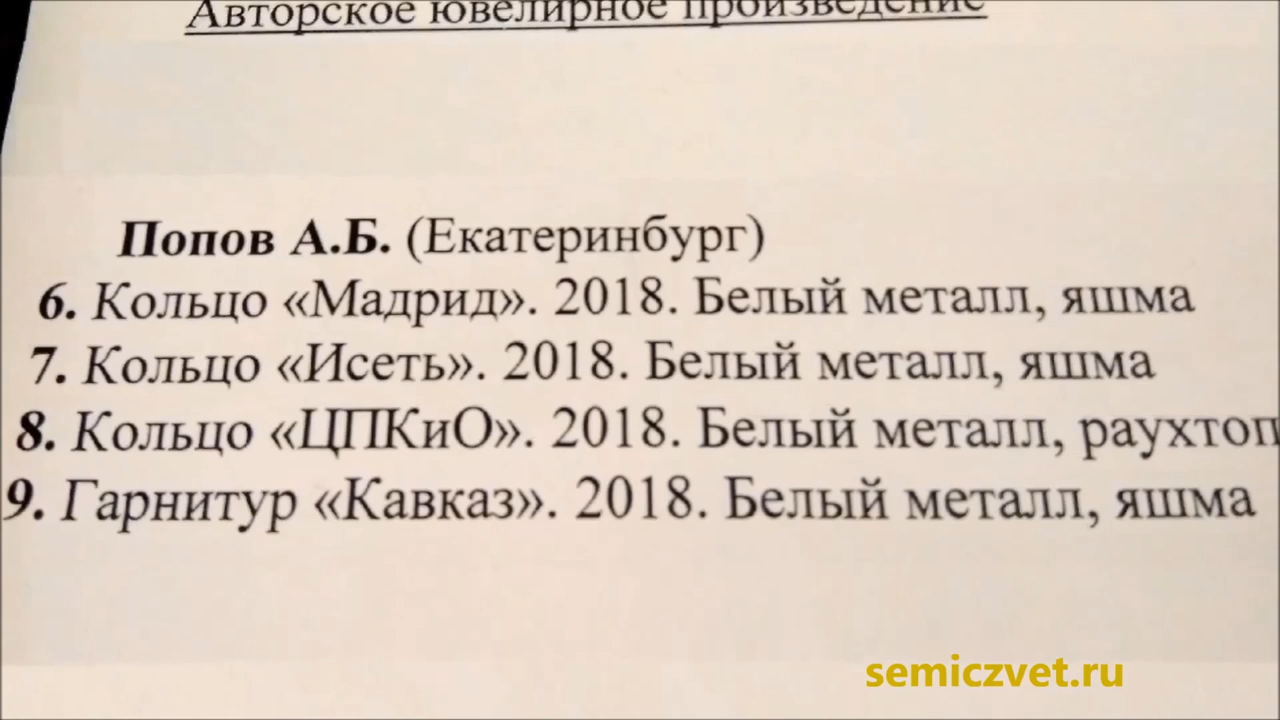 Авторское ювелирное произведение
Попов А.Б. (Екатеринбург)
6. Кольцо «Мадрид». 2018. Белый металл, яшма
7. Кольцо «Исеть». 2018. Белый металл, яшма
8. Кольцо «ЦПКиО». 2018. Белый металл, раухтоп
9. Гарнитур «Кавказ». 2018. Белый металл, яшма
semiczvet.ru